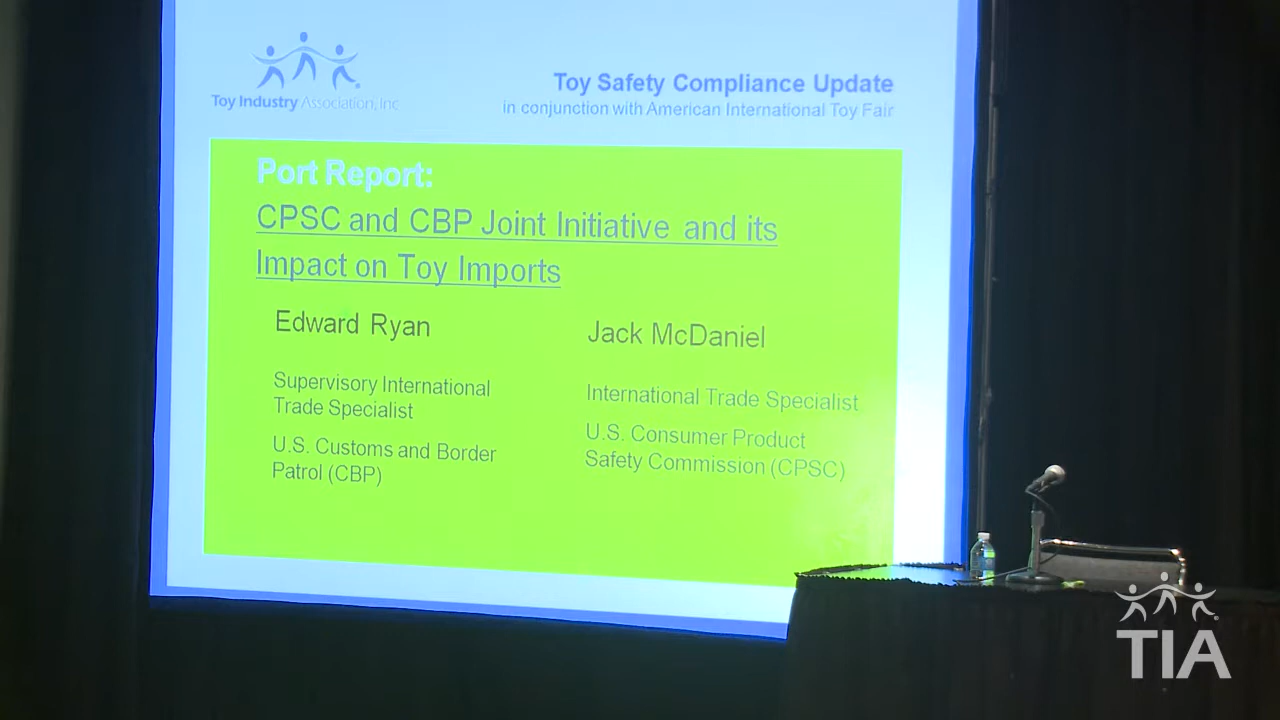 Toy Industry Association, Inc
Toy Safety Compliance Update
in conjunction with American International Toy Fair
Port Report:
CPSC and CBP Joint Initiative and its
Impact on Toy Imports
Edward Ryan
Supervisory International
Trade Specialist
U.S. Customs and Border
Patrol (CBP)
Jack McDaniel
International Trade Specialist
U.S. Consumer Product
Safety Commission (CPSC)
TIA